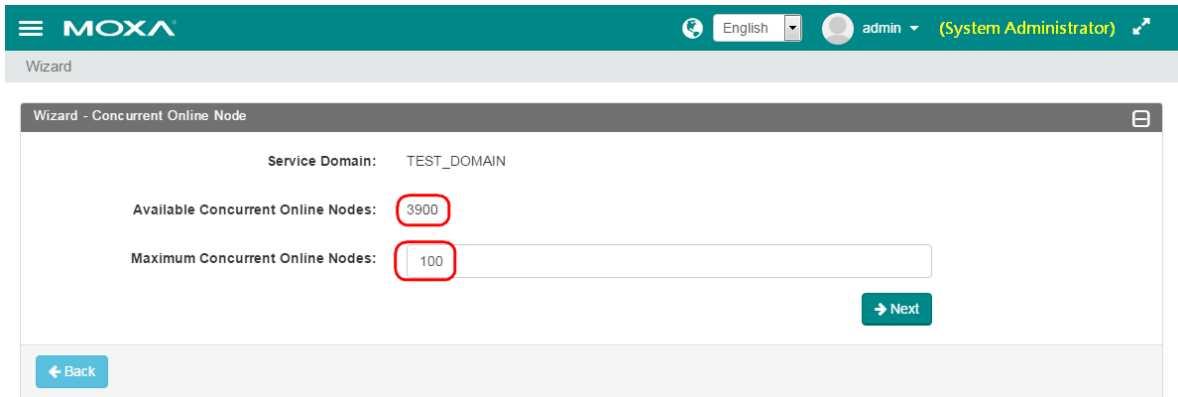 MOXA English admin (System Administrator)
Wizard
Wizard - Concurrent Online Node
Service Domain: TEST_DOMAIN
Available Concurrent Online Nodes: 3900
Maximum Concurrent Online Nodes: 100
Next
Back